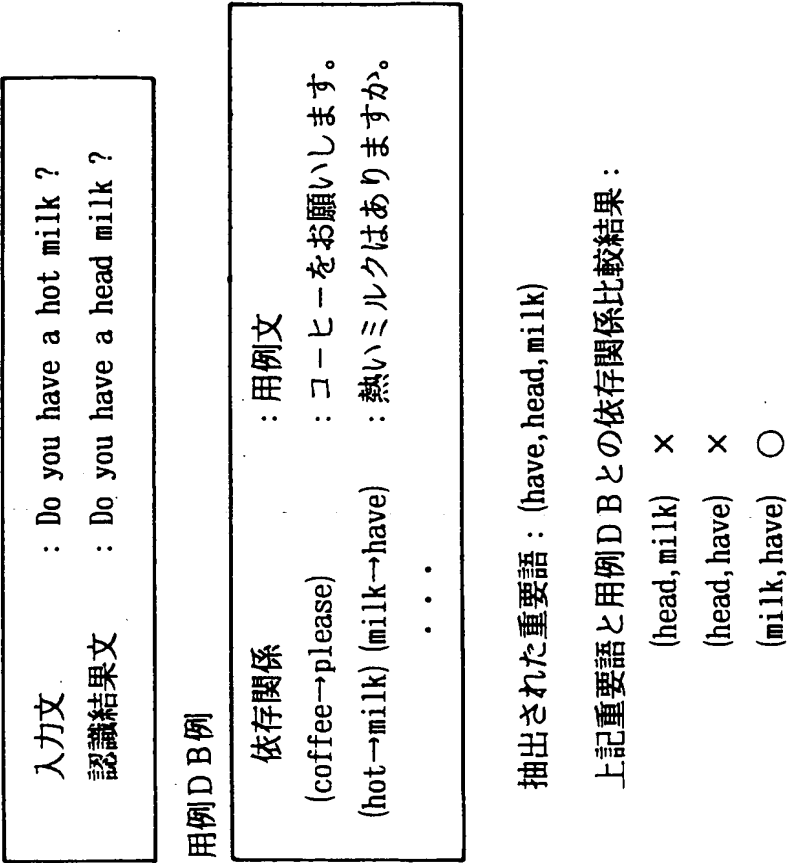 入力文 : Do you have a hot milk ?
認識結果文 : Do you have a head milk ?
用例ＤＢ例
依存関係 : 用例文
(coffee→please) : コーヒーをお願いします。
(hot→milk) (milk→have) : 熱いミルクはありますか。
・・・
抽出された重要語 : (have,head,milk)
上記重要語と用例ＤＢとの依存関係比較結果 :
(head,milk) ×
(head,have) ×
(milk,have) ○